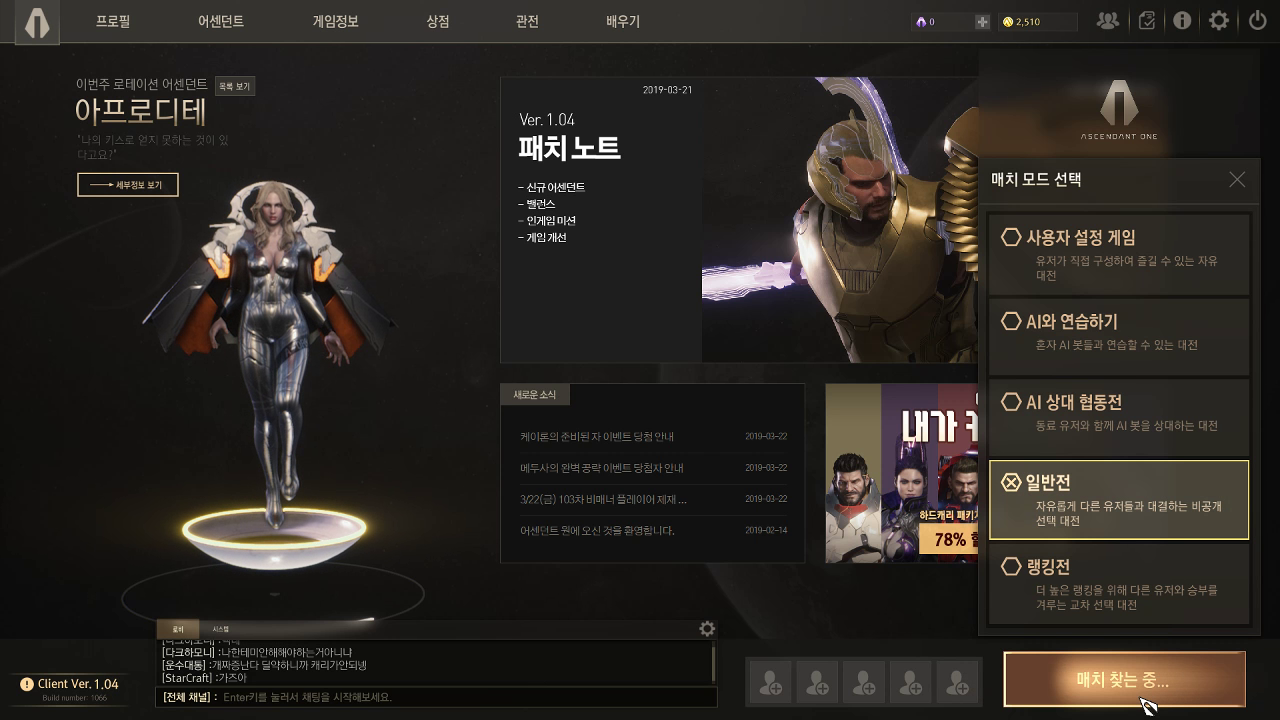 프로필 어센던트 게임정보 상점 관전 배우기
0
2,510
이번주 로테이션 어센던트 목록 보기
아프로디테
"나의 키스로 얻지 못하는 것이 있
다고요?"
세부정보 보기
2019-03-21
Ver. 1.04
패치 노트
- 신규 어센던트
- 밸런스
- 인게임 미션
- 게임 개선
새로운 소식
케이론의 준비된 자 이벤트 당첨 안내 2019-03-22
메두사의 완벽 공략 이벤트 당첨자 안내 2019-03-22
3/22(금) 103차 비매너 플레이어 제재 ... 2019-03-22
어센던트 원에 오신 것을 환영합니다. 2019-02-14
내가
하드캐리 패키
78%
ASCENDANT ONE
매치 모드 선택
사용자 설정 게임
유저가 직접 구성하여 즐길 수 있는 자유
대전
AI와 연습하기
혼자 AI 봇들과 연습할 수 있는 대전
AI 상대 협동전
동료 유저와 함께 AI 봇을 상대하는 대전
일반전
자유롭게 다른 유저들과 대결하는 비공개
선택 대전
랭킹전
더 높은 랭킹을 위해 다른 유저와 승부를
겨루는 교차 선택 대전
매치 찾는 중...
로비 시스템
[다크하모니] :나한테미안해해야하는거아니냐
[운수대통] :개짜증난다 딜약하니까 캐리가안되넹
[StarCraft] :가즈아
[전체 채널] : Enter키를 눌러서 채팅을 시작해보세요.
Client Ver. 1.04
Build number: 1066